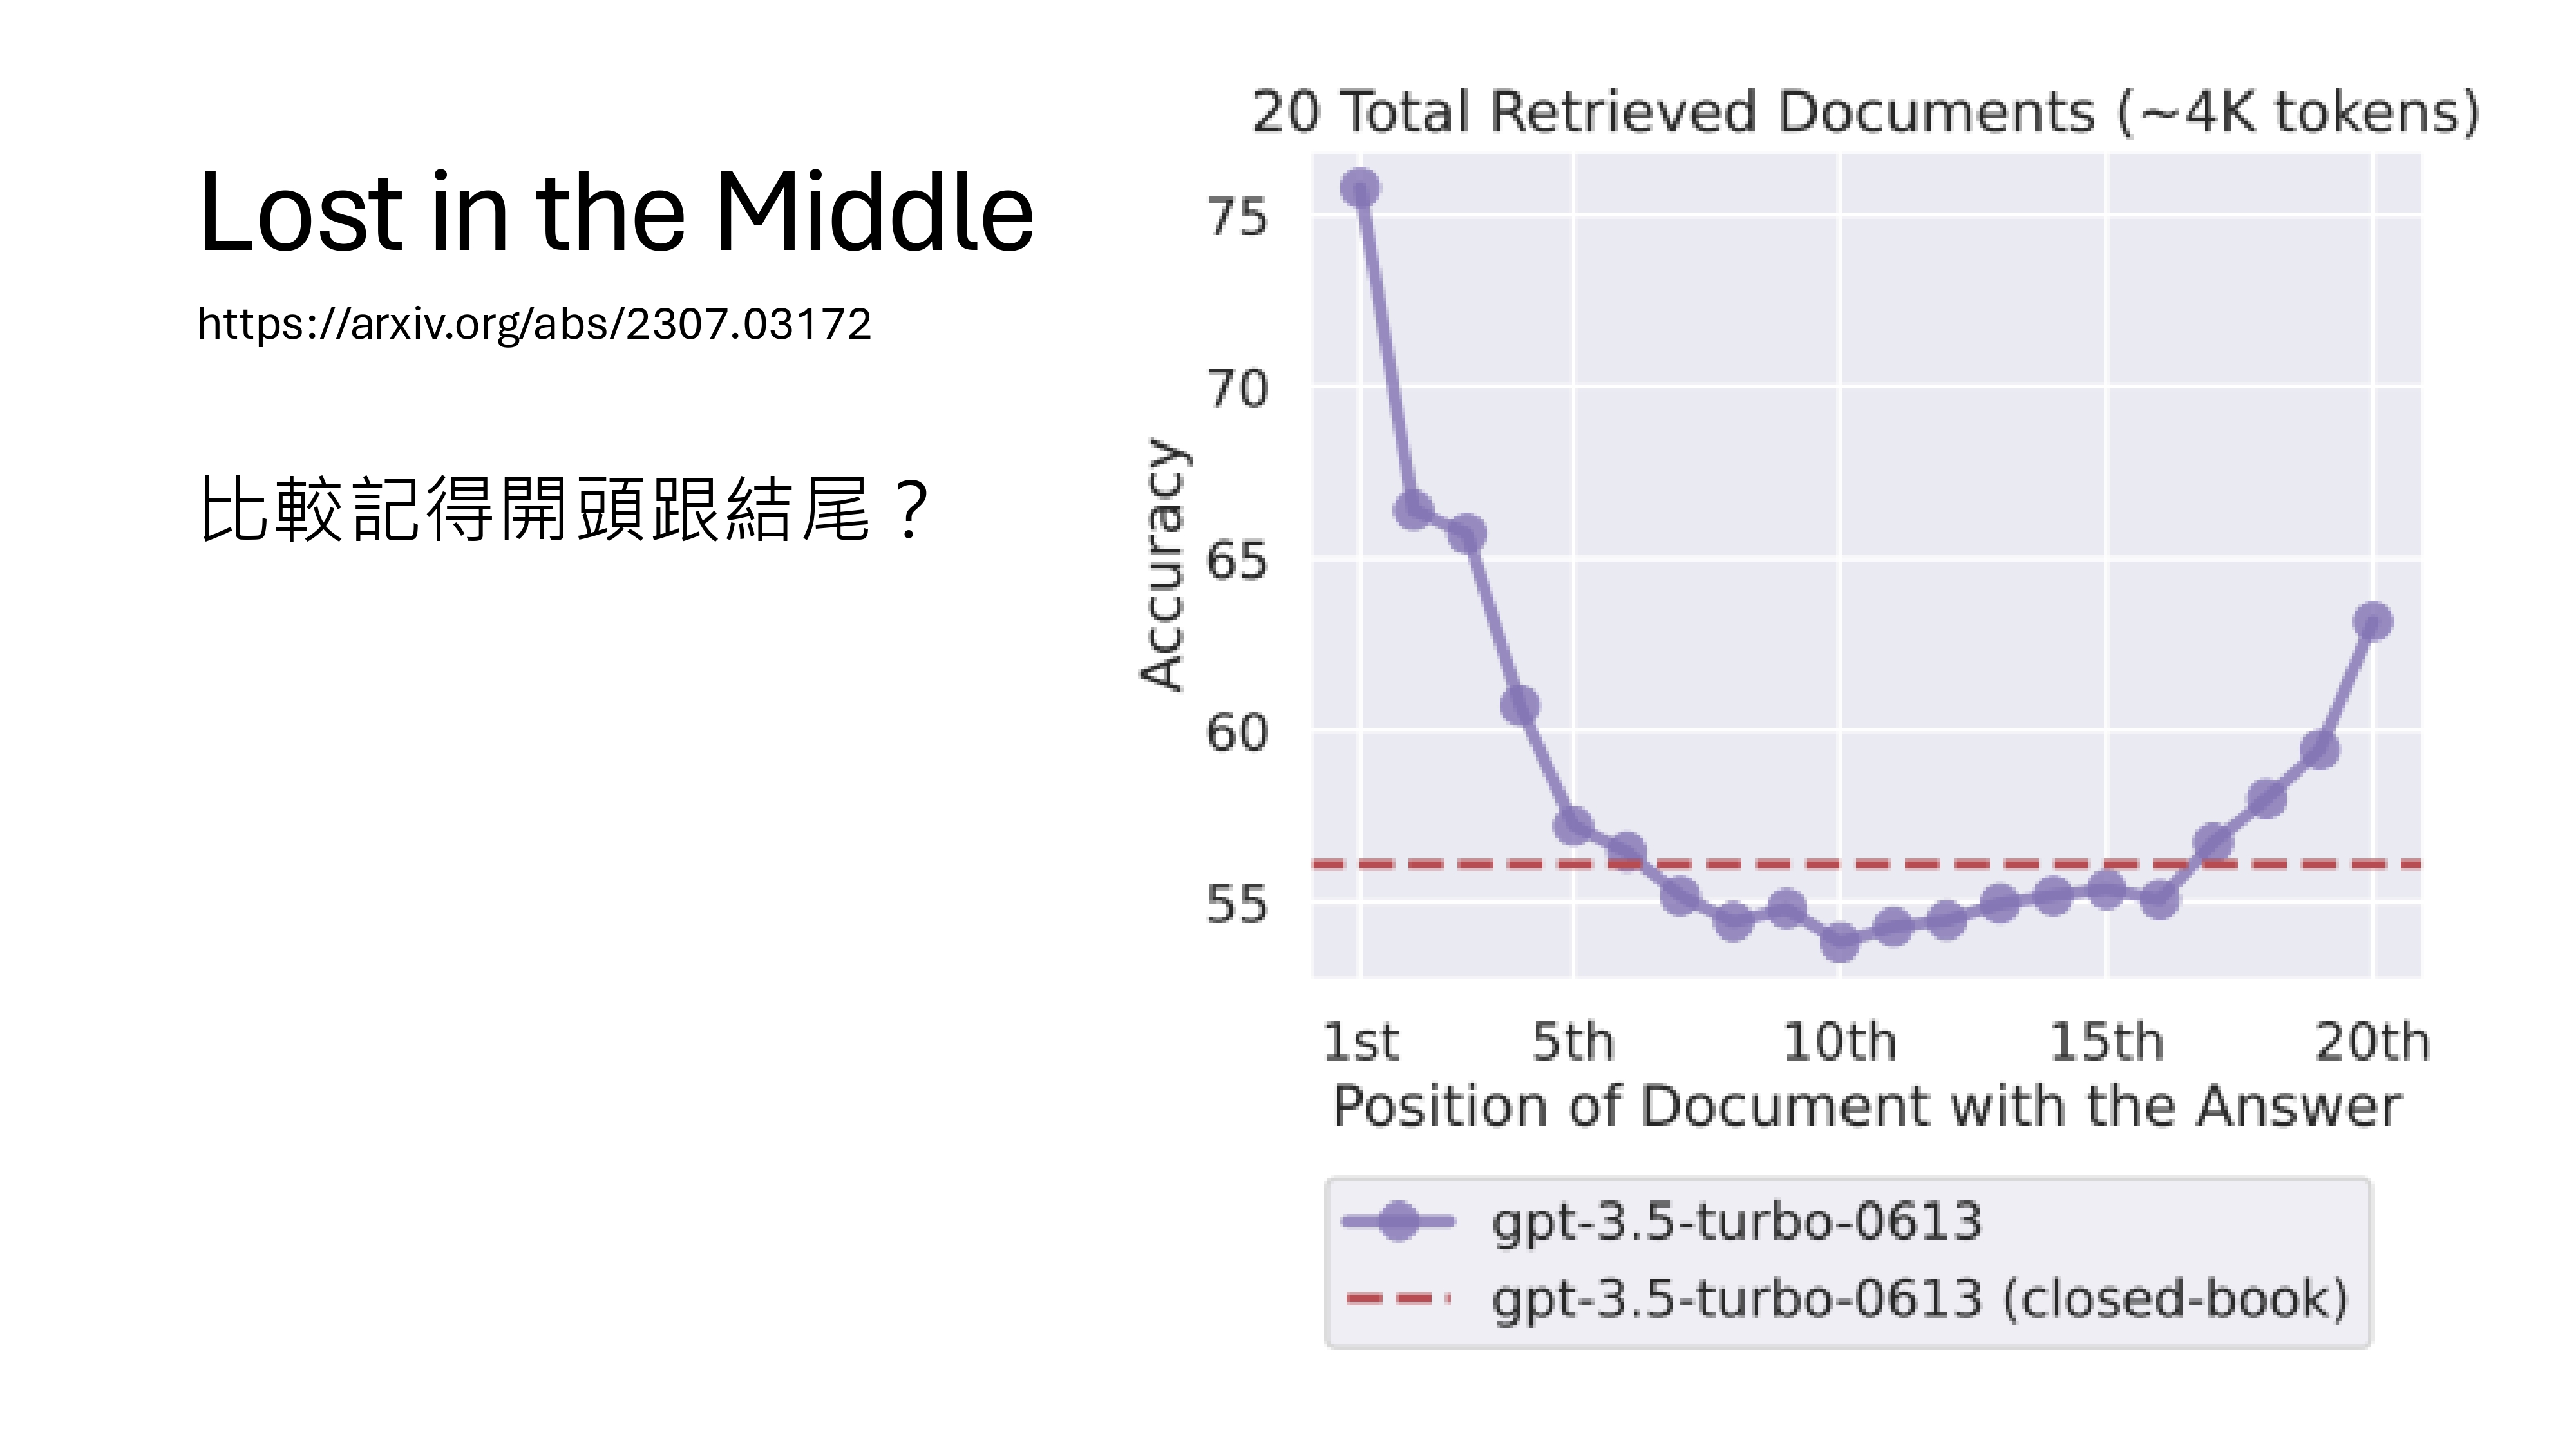 Lost in the Middle
https://arxiv.org/abs/2307.03172
比較記得開頭跟結尾？
20 Total Retrieved Documents (~4K tokens)
75
70
65
60
55
Accuracy
1st 5th 10th 15th 20th
Position of Document with the Answer
gpt-3.5-turbo-0613
gpt-3.5-turbo-0613 (closed-book)